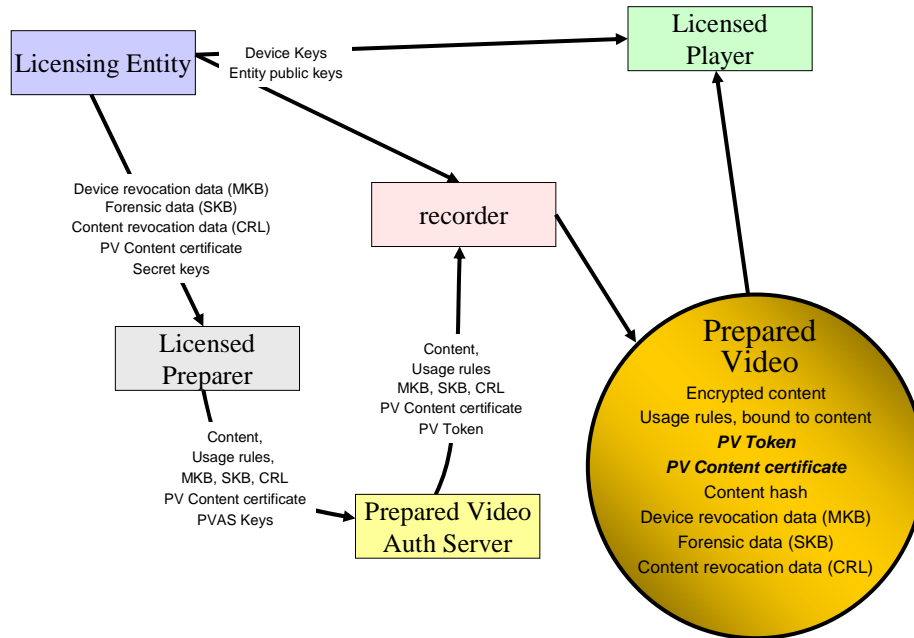 Licensing Entity
Device Keys
Entity public keys
Licensed
Player
Device revocation data (MKB)
Forensic data (SKB)
Content revocation data (CRL)
PV Content certificate
Secret keys
recorder
Licensed
Preparer
Content,
Usage rules
MKB, SKB, CRL
PV Content certificate
PV Token
Content,
Usage rules,
MKB, SKB, CRL
PV Content certificate
PVAS Keys
Prepared Video
Auth Server
Prepared
Video
Encrypted content
Usage rules, bound to content
PV Token
PV Content certificate
Content hash
Device revocation data (MKB)
Forensic data (SKB)
Content revocation data (CRL)